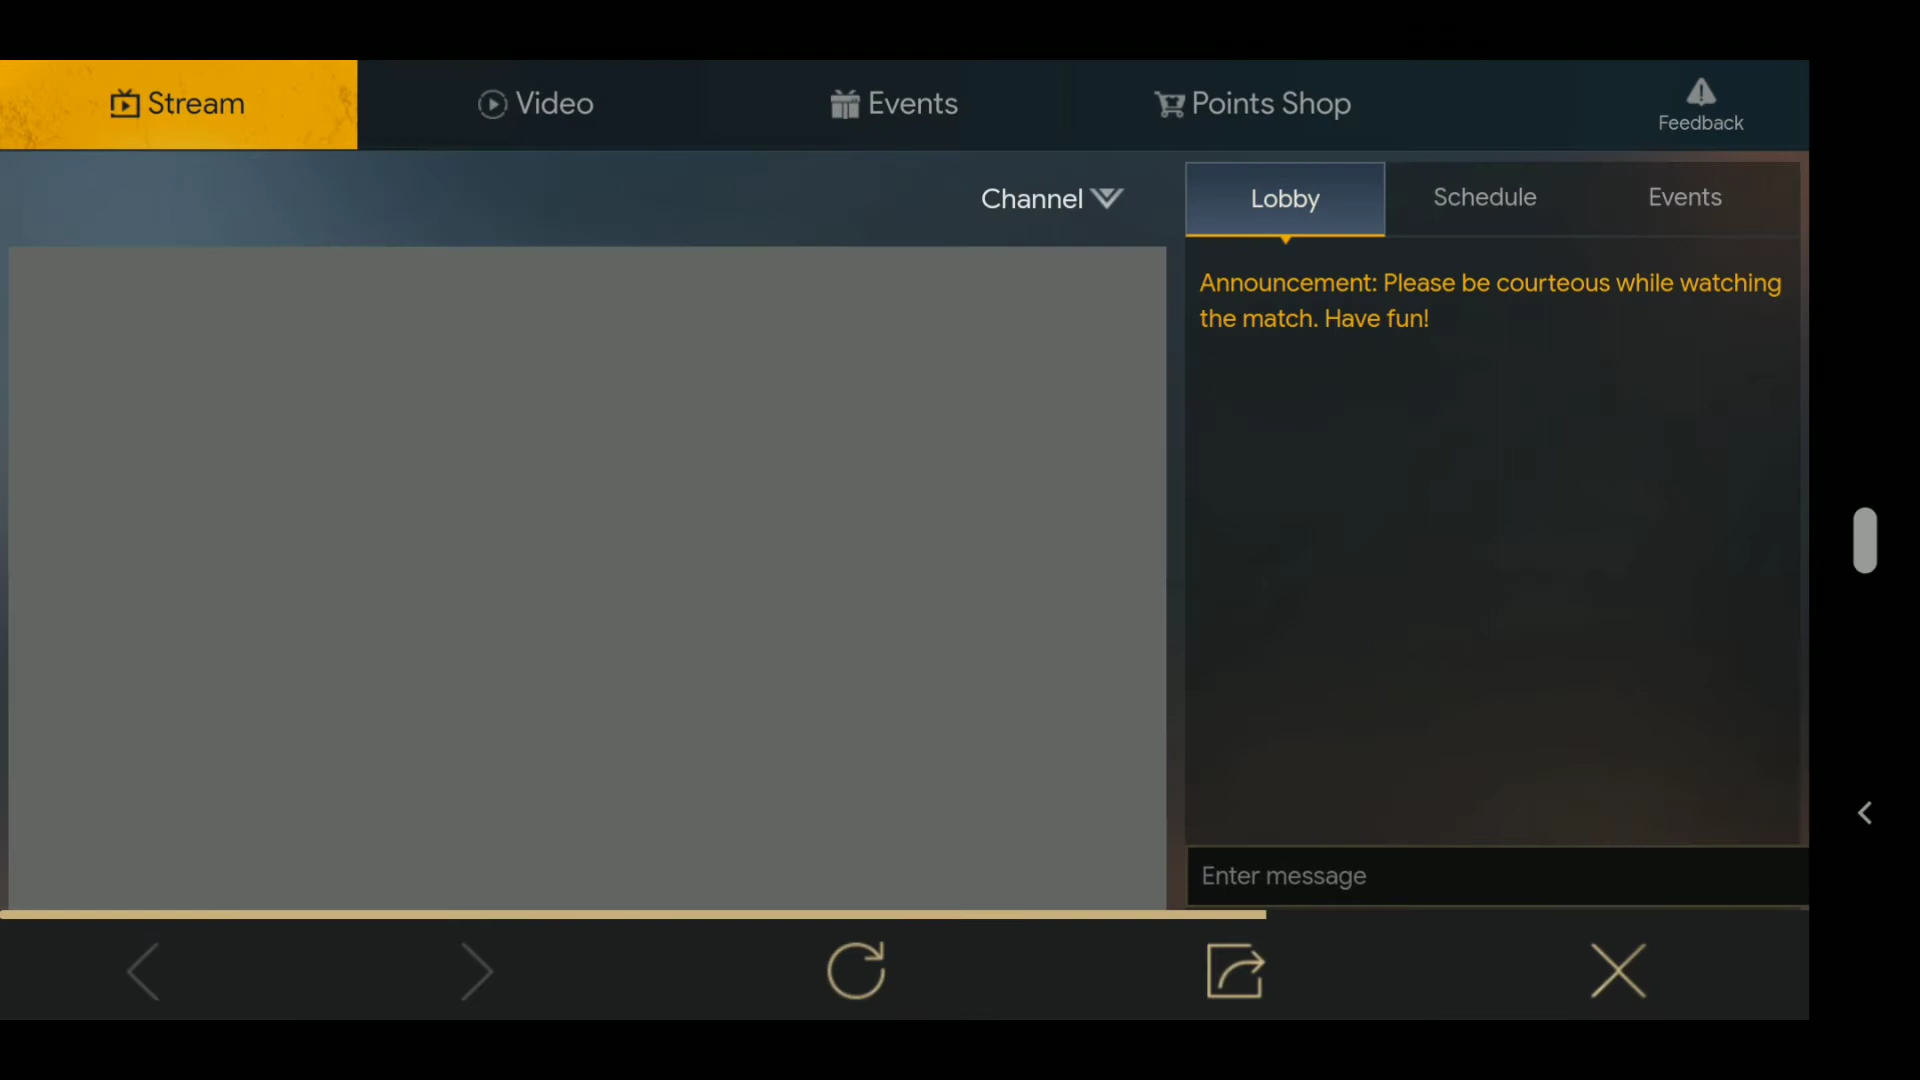 Stream
Video
Events
Points Shop
Feedback
Channel
Lobby
Schedule
Events
Announcement: Please be courteous while watching
the match. Have fun!
Enter message